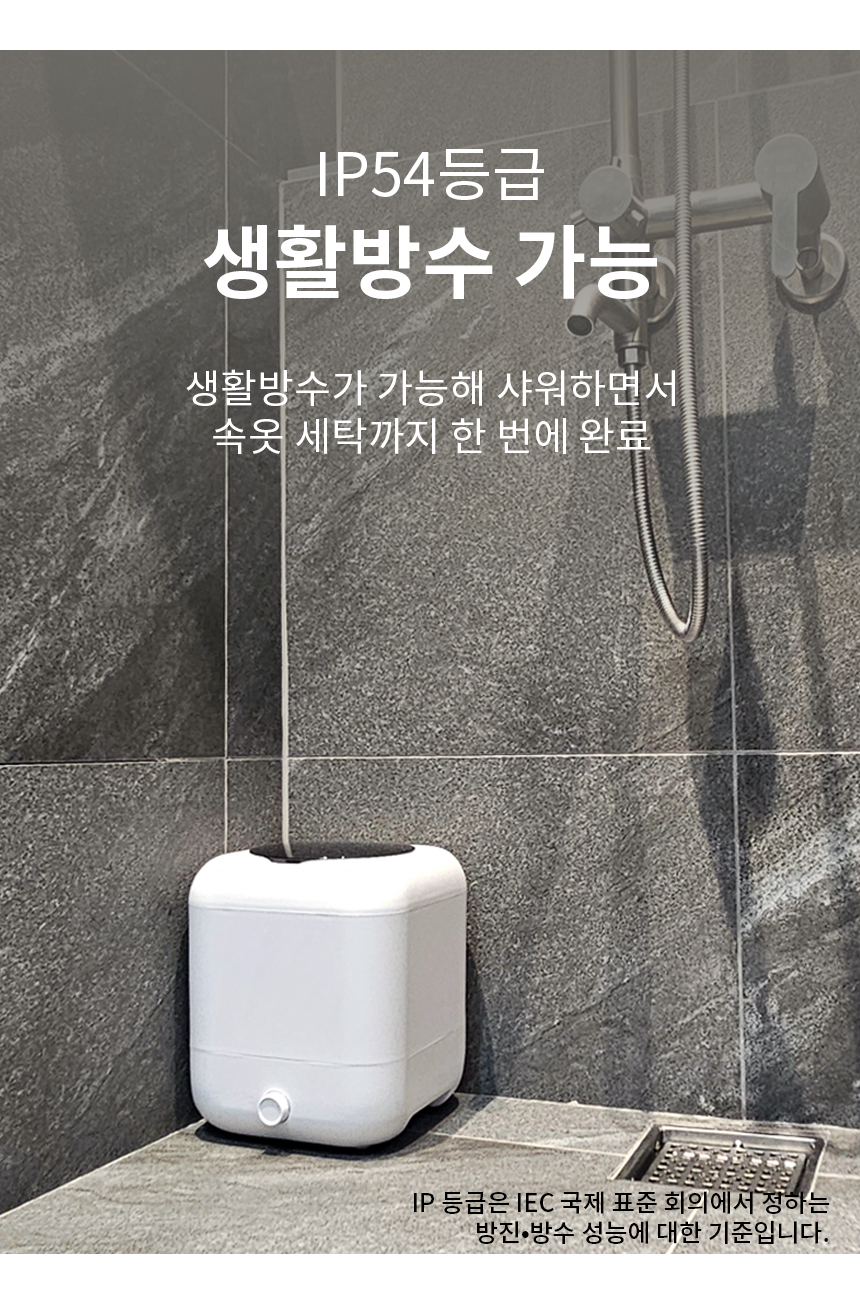 IP54등급
생활방수 가능
생활방수가 가능해 샤워하면서
속옷 세탁까지 한 번에 완료
IP 등급은 IEC 국제 표준 회의에서 정하는
방진•방수 성능에 대한 기준입니다.